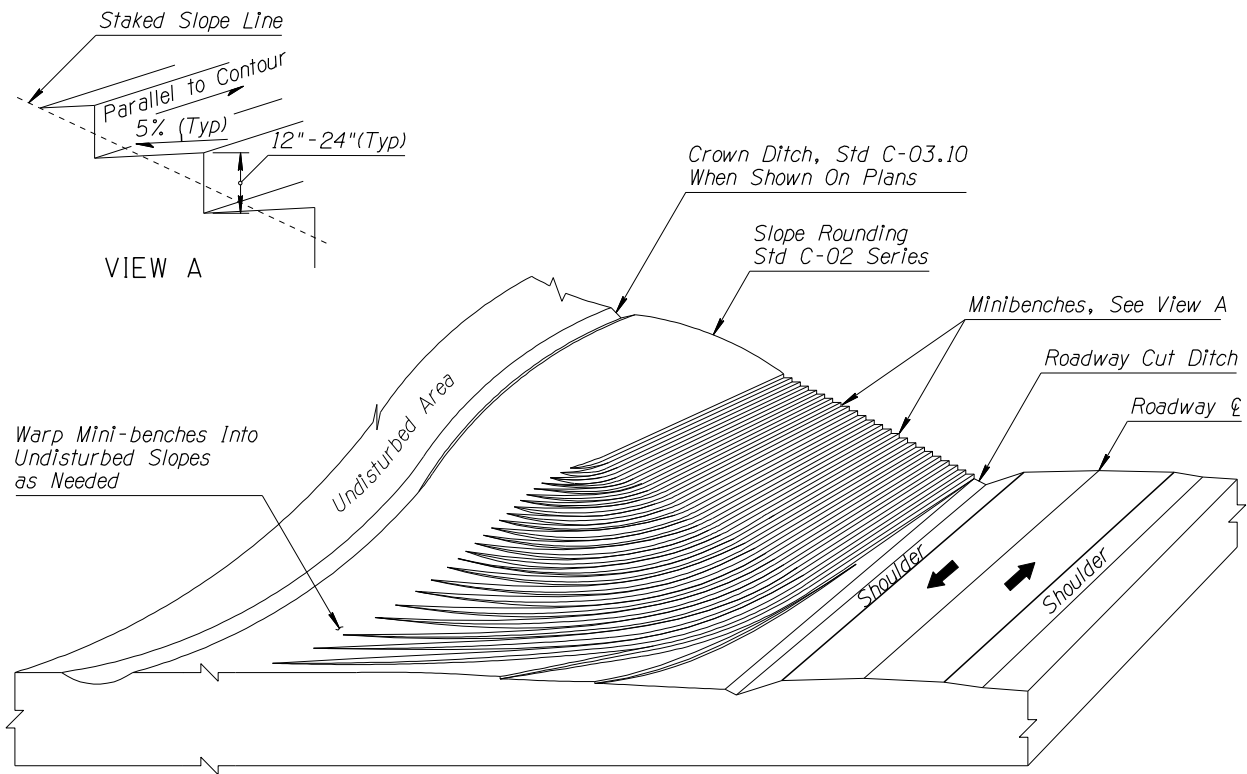 Staked Slope Line
Parallel to Contour
5% (Typ)
12"-24"(Typ)
VIEW A
Crown Ditch, Std C-03.10
When Shown On Plans
Slope Rounding
Std C-02 Series
Minibenches, See View A
Roadway Cut Ditch
Roadway ℄
Warp Mini-benches Into
Undisturbed Slopes
as Needed
Undisturbed Area
Shoulder
Shoulder